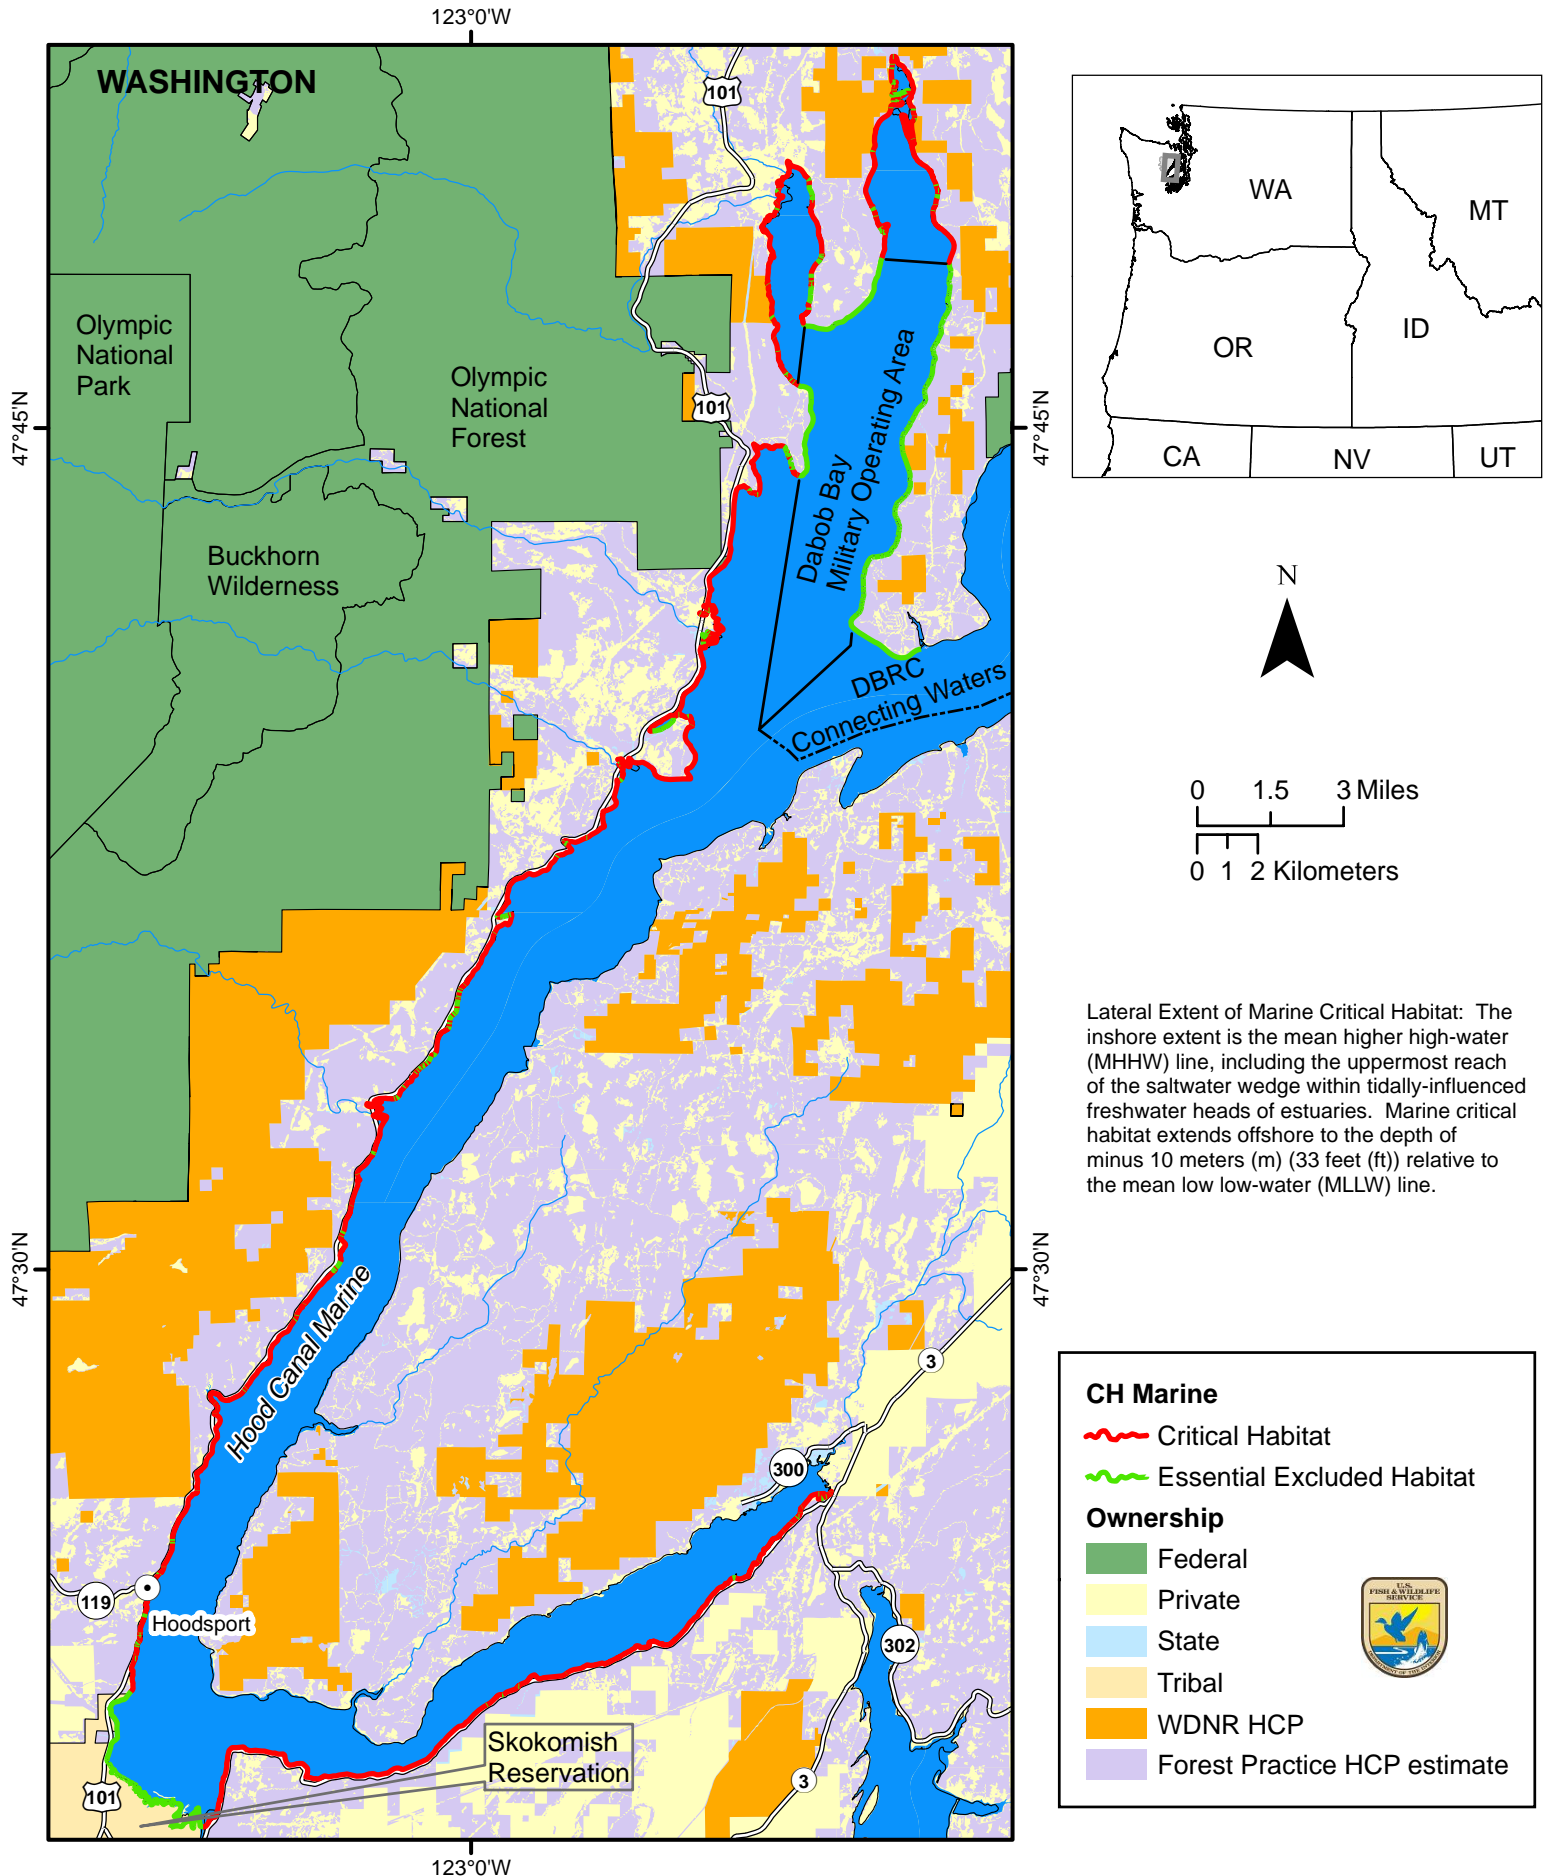 123°0'W
WASHINGTON
101
Olympic
National
Park
Olympic
National
Forest
101
47°45'N
47°45'N
Buckhorn
Wilderness
Dabob Bay
Military Operating Area
DBRC
Connecting Waters
47°30'N
47°30'N
Hood Canal Marine
3
300
119
Hoodsport
302
Skokomish
Reservation
101
3
123°0'W
WA
MT
OR
ID
CA
NV
UT
N
0 1.5 3 Miles
0 1 2 Kilometers
Lateral Extent of Marine Critical Habitat: The
inshore extent is the mean higher high-water
(MHHW) line, including the uppermost reach
of the saltwater wedge within tidally-influenced
freshwater heads of estuaries. Marine critical
habitat extends offshore to the depth of
minus 10 meters (m) (33 feet (ft)) relative to
the mean low low-water (MLLW) line.
CH Marine
Critical Habitat
Essential Excluded Habitat
Ownership
Federal
Private
State
Tribal
WDNR HCP
Forest Practice HCP estimate
U.S.
FISH & WILDLIFE
SERVICE
DEPARTMENT OF THE INTERIOR